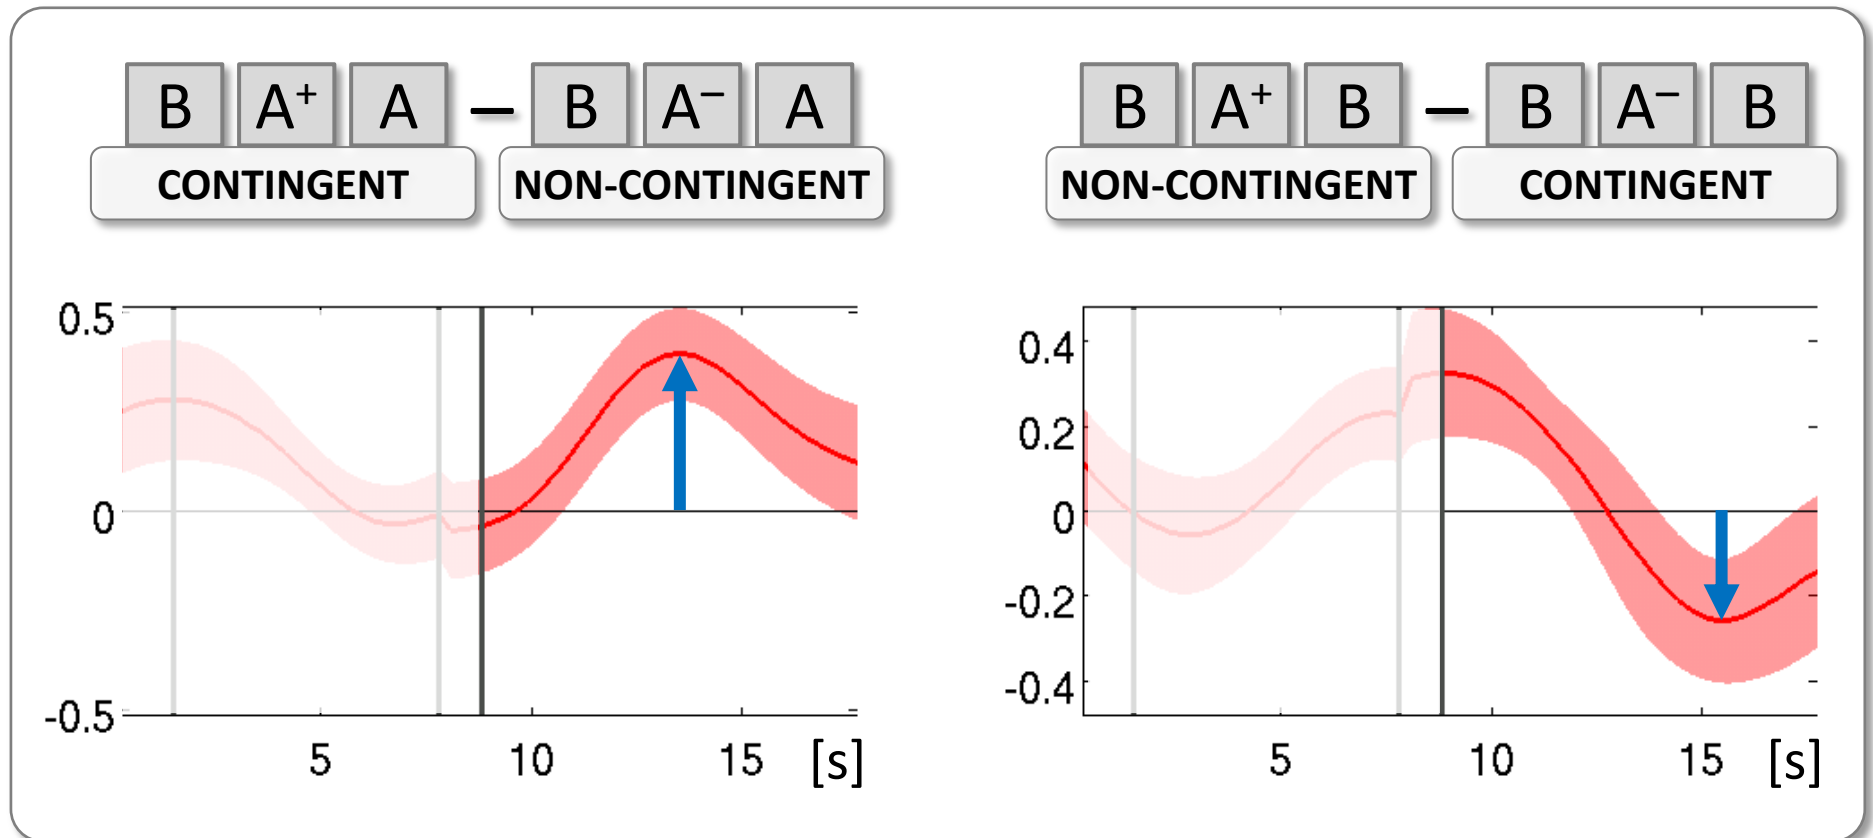 B A⁺ A – B A⁻ A
CONTINGENT NON-CONTINGENT
0.5
0
-0.5
5 10 15 [s]
B A⁺ B – B A⁻ B
NON-CONTINGENT CONTINGENT
0.4
0.2
0
-0.2
-0.4
5 10 15 [s]